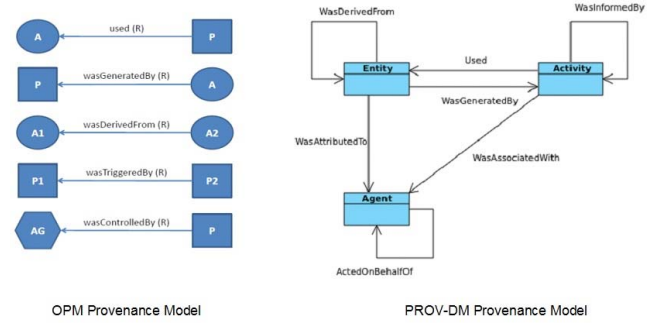 A
used (R)
P
P
wasGeneratedBy (R)
A
A1
wasDerivedFrom (R)
A2
P1
wasTriggeredBy (R)
P2
AG
wasControlledBy (R)
P
OPM Provenance Model
WasDerivedFrom
WasInformedBy
Entity
Used
Activity
WasGeneratedBy
WasAttributedTo
WasAssociatedWith
Agent
ActedOnBehalfOf
PROV-DM Provenance Model